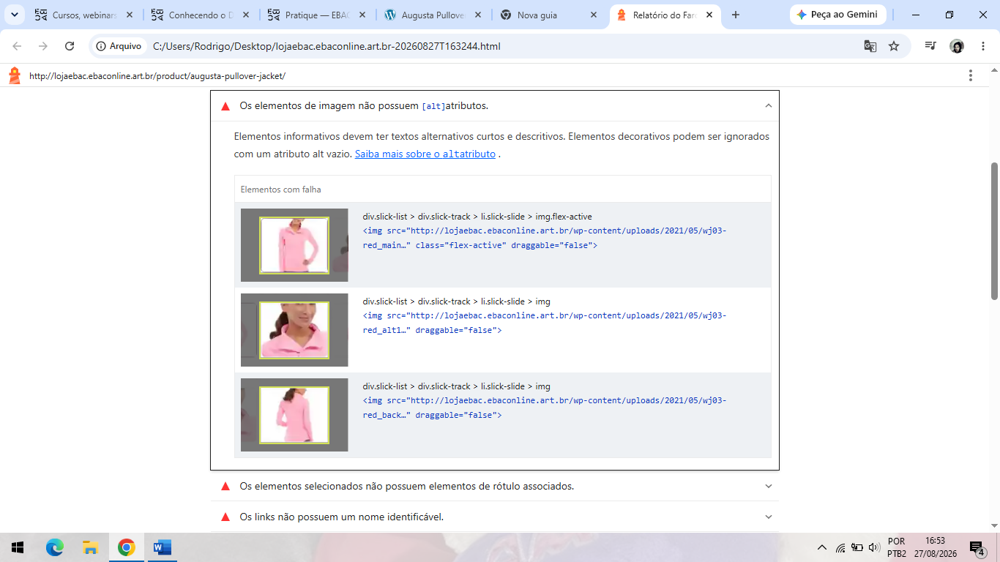 Cursos, webinars
Conhecendo o D
Pratique — EBAC
Augusta Pullover
Nova guia
Relatório do Faro
Peça ao Gemini
Arquivo
C:/Users/Rodrigo/Desktop/lojaebac.ebaconline.art.br-20260827T163244.html
http://lojaebac.ebaconline.art.br/product/augusta-pullover-jacket/
Os elementos de imagem não possuem [alt]atributos.
Elementos informativos devem ter textos alternativos curtos e descritivos. Elementos decorativos podem ser ignorados
com um atributo alt vazio. Saiba mais sobre o altatributo .
Elementos com falha
div.slick-list > div.slick-track > li.slick-slide > img.flex-active
<img src="http://lojaebac.ebaconline.art.br/wp-content/uploads/2021/05/wj03-
red_main…" class="flex-active" draggable="false">
div.slick-list > div.slick-track > li.slick-slide > img
<img src="http://lojaebac.ebaconline.art.br/wp-content/uploads/2021/05/wj03-
red_alt1…" draggable="false">
div.slick-list > div.slick-track > li.slick-slide > img
<img src="http://lojaebac.ebaconline.art.br/wp-content/uploads/2021/05/wj03-
red_back…" draggable="false">
Os elementos selecionados não possuem elementos de rótulo associados.
Os links não possuem um nome identificável.
POR
PTB2
16:53
27/08/2026
4